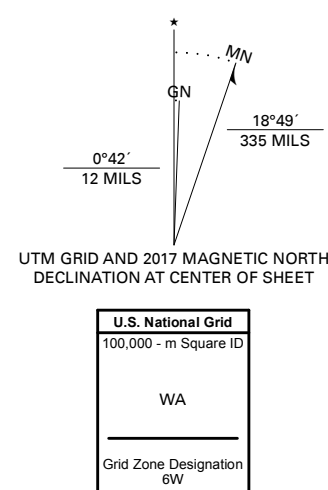 ★
MN
GN
18°49´
335 MILS
0°42´
12 MILS
UTM GRID AND 2017 MAGNETIC NORTH
DECLINATION AT CENTER OF SHEET
U.S. National Grid
100,000 - m Square ID
WA
Grid Zone Designation
6W